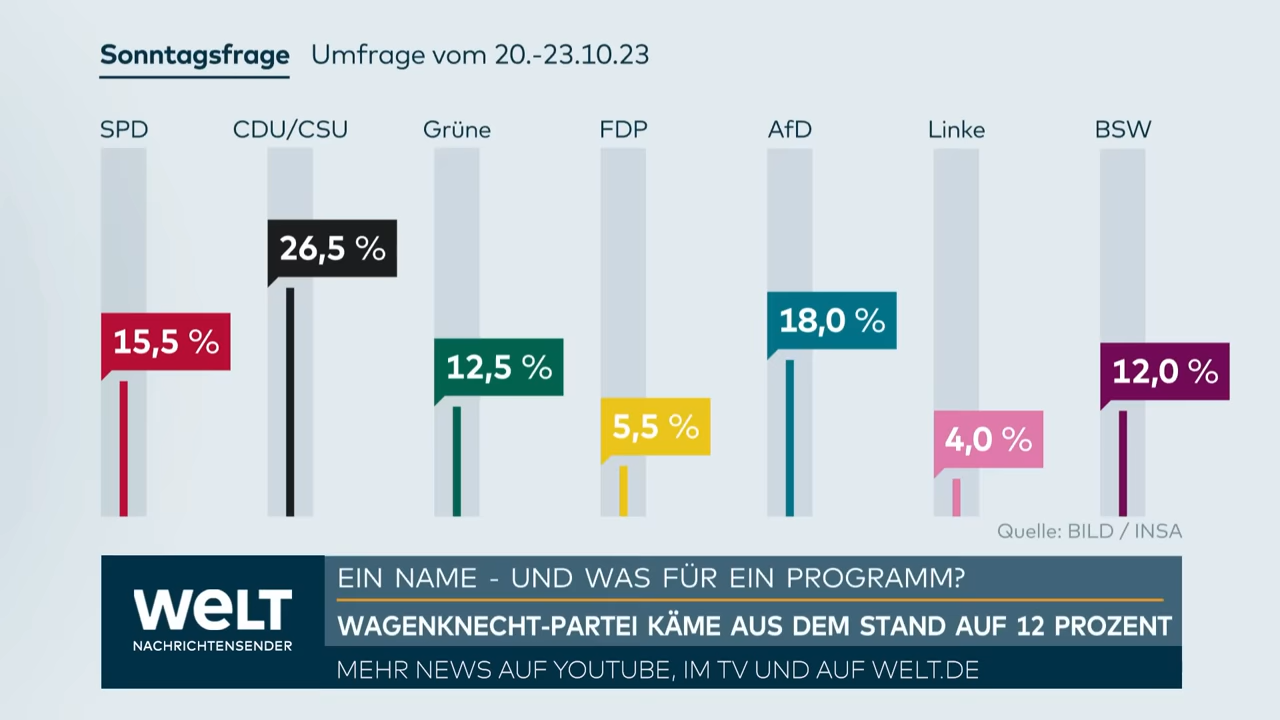 Sonntagsfrage Umfrage vom 20.-23.10.23
SPD CDU/CSU Grüne FDP AfD Linke BSW
26,5 %
18,0 %
15,5 %
12,5 %
12,0 %
5,5 %
4,0 %
Quelle: BILD / INSA
EIN NAME - UND WAS FÜR EIN PROGRAMM?
WELT
NACHRICHTENSENDER
WAGENKNECHT-PARTEI KÄME AUS DEM STAND AUF 12 PROZENT
MEHR NEWS AUF YOUTUBE, IM TV UND AUF WELT.DE